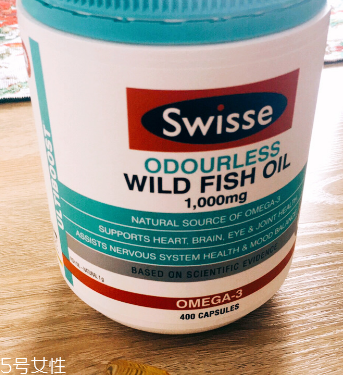 Swisse
ULTIBOOST
ODOURLESS
WILD FISH OIL
1,000mg
NATURAL SOURCE OF OMEGA-3
SUPPORTS HEART, BRAIN, EYE & JOINT HEALTH
ASSISTS NERVOUS SYSTEM HEALTH & MOOD BALANCE
BASED ON SCIENTIFIC EVIDENCE
OMEGA-3
400 CAPSULES
5号女性